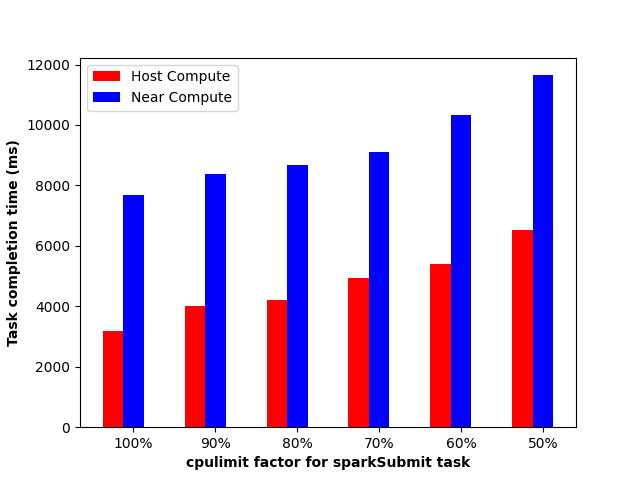 Host Compute
Near Compute
12000
10000
8000
6000
4000
2000
0
Task completion time (ms)
100% 90% 80% 70% 60% 50%
cpulimit factor for sparkSubmit task